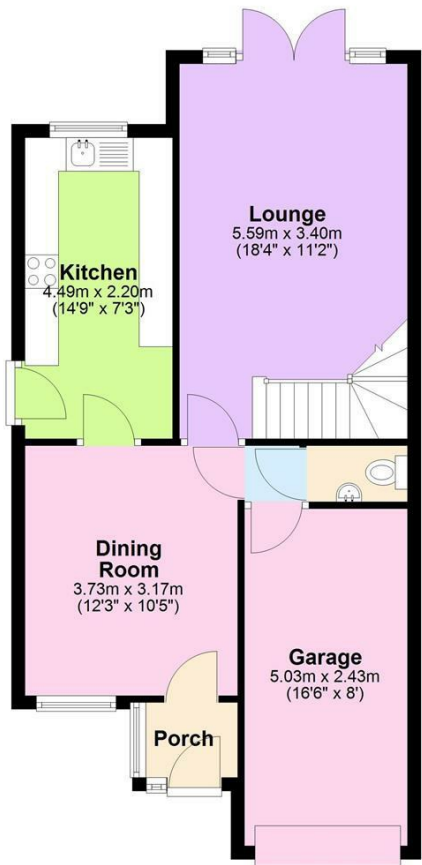 Lounge
5.59m x 3.40m
(18'4" x 11'2")
Kitchen
4.49m x 2.20m
(14'9" x 7'3")
Dining
Room
3.73m x 3.17m
(12'3" x 10'5")
Garage
5.03m x 2.43m
(16'6" x 8')
Porch